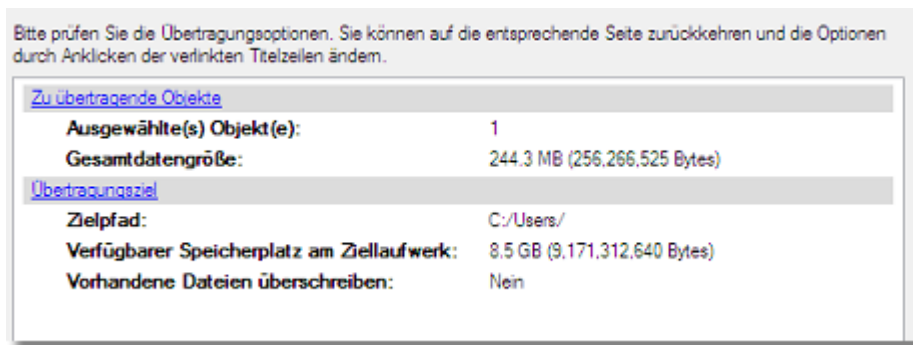 Bitte prüfen Sie die Übertragungsoptionen. Sie können auf die entsprechende Seite zurückkehren und die Optionen
durch Anklicken der verlinkten Titelzeilen ändern.
Zu übertragende Objekte
Ausgewählte(s) Objekt(e): 1
Gesamtdatengröße: 244.3 MB (256,266,525 Bytes)
Übertragungsziel
Zielpfad: C:/Users/
Verfügbarer Speicherplatz am Ziellaufwerk: 8.5 GB (9,171,312,640 Bytes)
Vorhandene Dateien überschreiben: Nein